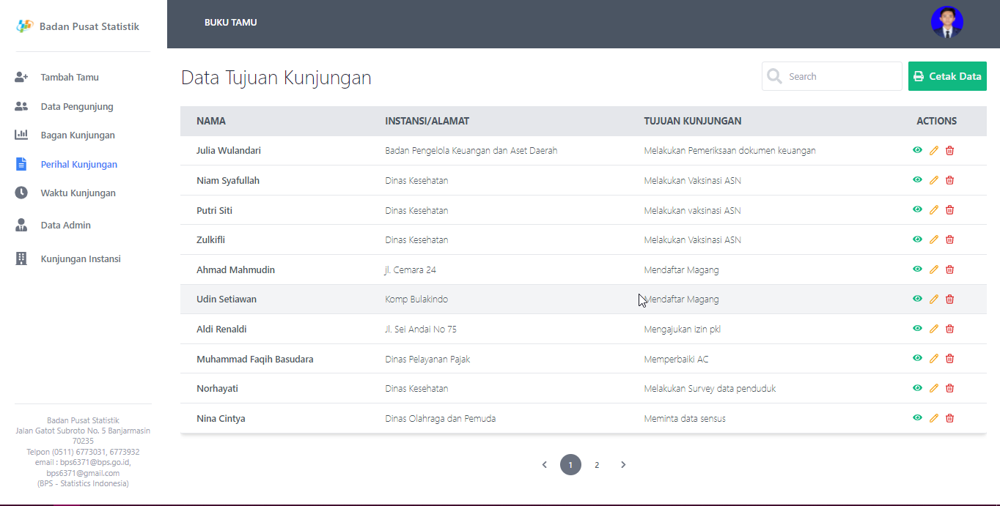 Badan Pusat Statistik
BUKU TAMU
Tambah Tamu
Data Pengunjung
Bagan Kunjungan
Perihal Kunjungan
Waktu Kunjungan
Data Admin
Kunjungan Instansi
Badan Pusat Statistik
Jalan Gatot Subroto No. 5 Banjarmasin
70235
Telpon (0511) 6773031, 6773932
email : bps6371@bps.go.id,
bps6371@gmail.com
(BPS - Statistics Indonesia)
Data Tujuan Kunjungan
Search
Cetak Data
NAMA INSTANSI/ALAMAT TUJUAN KUNJUNGAN ACTIONS
Julia Wulandari Badan Pengelola Keuangan dan Aset Daerah Melakukan Pemeriksaan dokumen keuangan
Niam Syafullah Dinas Kesehatan Melakukan Vaksinasi ASN
Putri Siti Dinas Kesehatan Melakukan vaksinasi ASN
Zulkifli Dinas Kesehatan Melakukan Vaksinasi ASN
Ahmad Mahmudin jl. Cemara 24 Mendaftar Magang
Udin Setiawan Komp Bulakindo Mendaftar Magang
Aldi Renaldi Jl. Sei Andai No 75 Mengajukan izin pkl
Muhammad Faqih Basudara Dinas Pelayanan Pajak Memperbaiki AC
Norhayati Dinas Kesehatan Melakukan Survey data penduduk
Nina Cintya Dinas Olahraga dan Pemuda Meminta data sensus
1 2